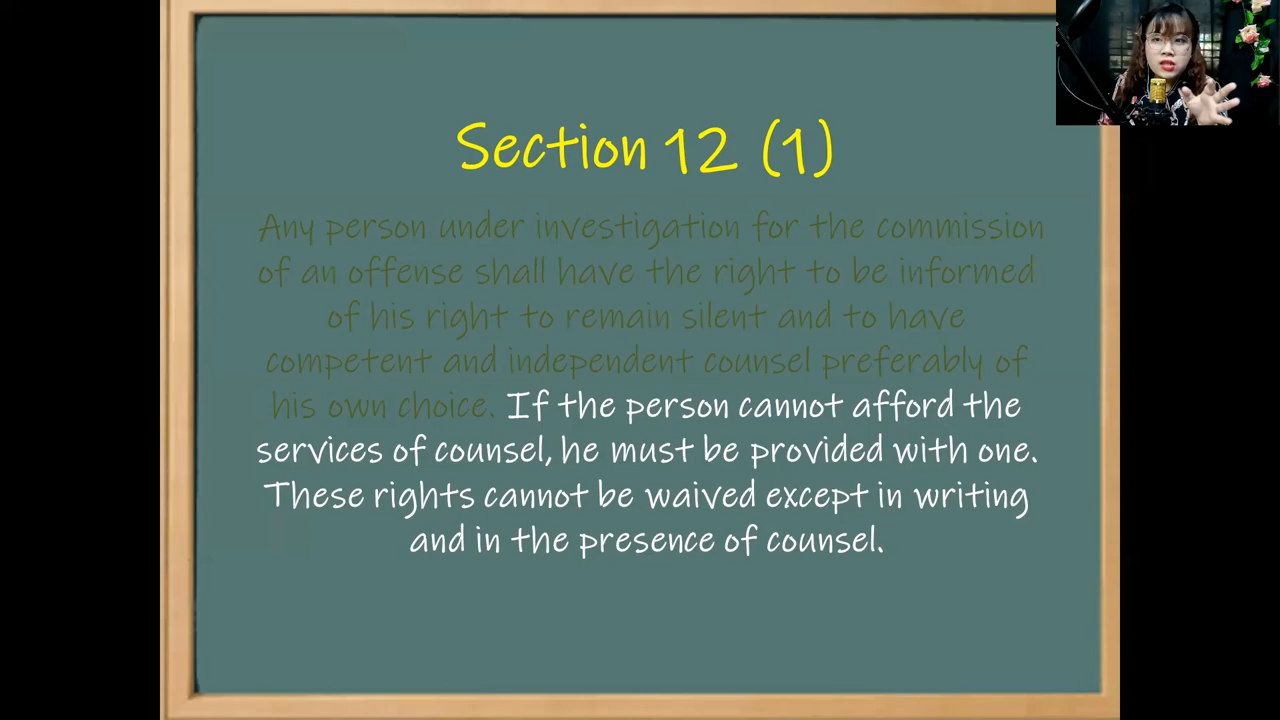 Section 12 (1)
Any person under investigation for the commission
of an offense shall have the right to be informed
of his right to remain silent and to have
competent and independent counsel preferably of
his own choice. If the person cannot afford the
services of counsel, he must be provided with one.
These rights cannot be waived except in writing
and in the presence of counsel.